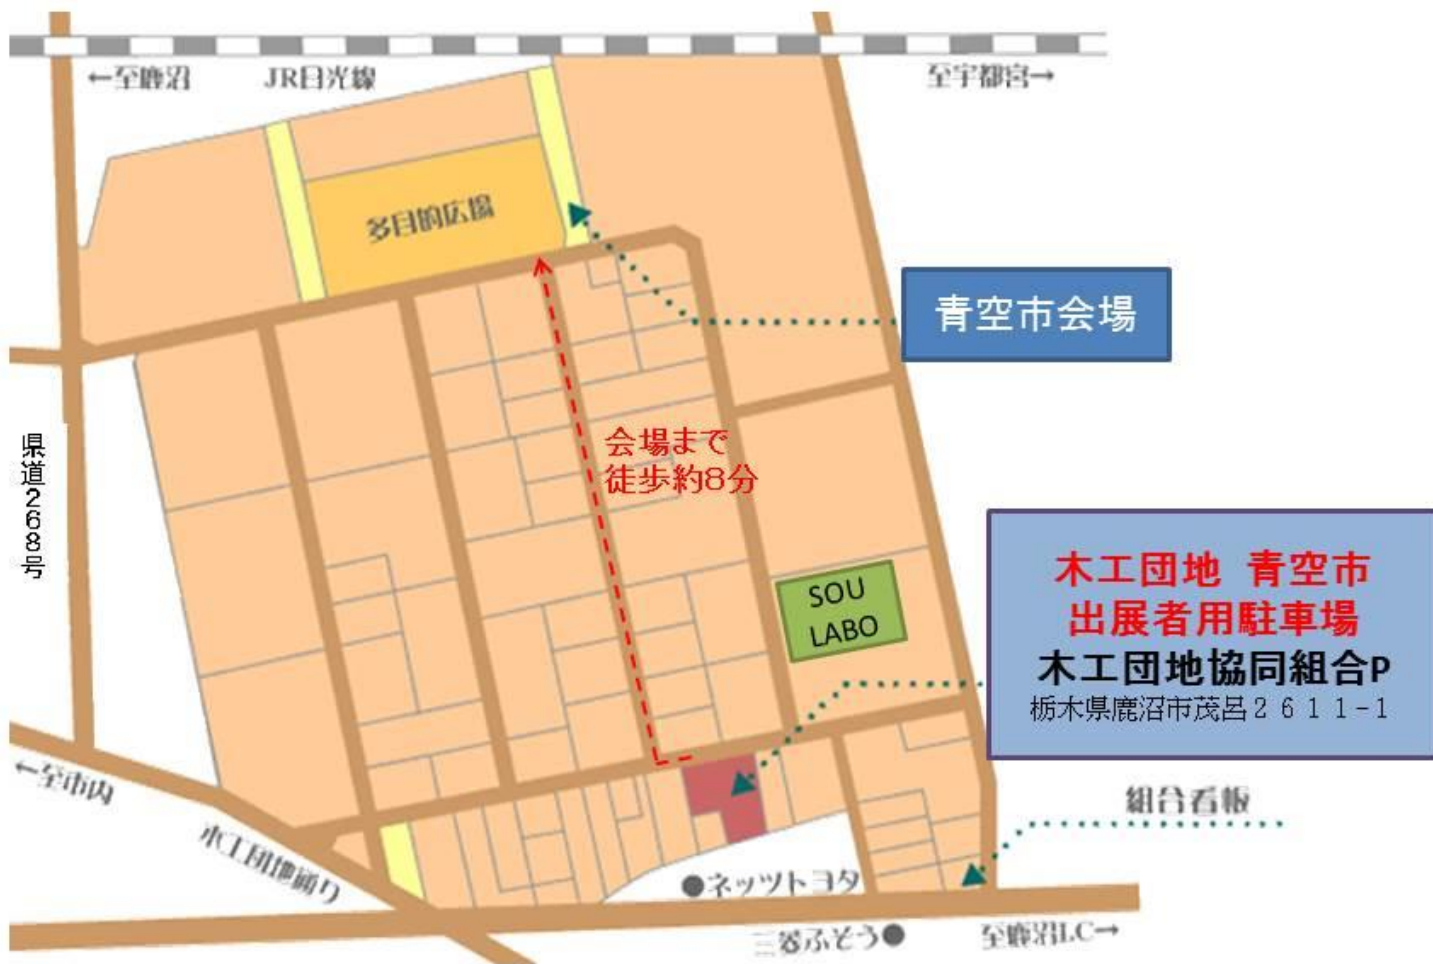 ←至鹿沼
JR日光線
至宇都宮→
多目的広場
青空市会場
会場まで
徒歩約8分
県道268号
SOU
LABO
木工団地 青空市
出展者用駐車場
木工団地協同組合P
栃木県鹿沼市茂呂２６１１-１
←至市内
木工団地通り
組合看板
●ネッツトヨタ
三菱ふそう●
至鹿沼I.C→